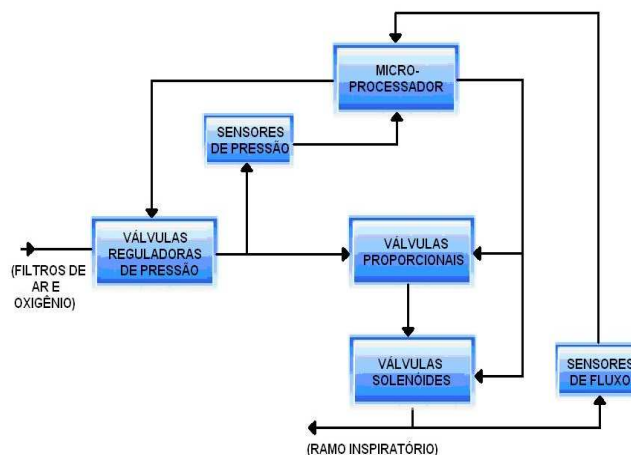 MICRO-
PROCESSADOR
SENSORES
DE PRESSÃO
VÁLVULAS
REGULADORAS
DE PRESSÃO
(FILTROS DE
AR E
OXIGÊNIO)
VÁLVULAS
PROPORCIONAIS
VÁLVULAS
SOLENÓIDES
SENSORES
DE FLUXO
(RAMO INSPIRATÓRIO)